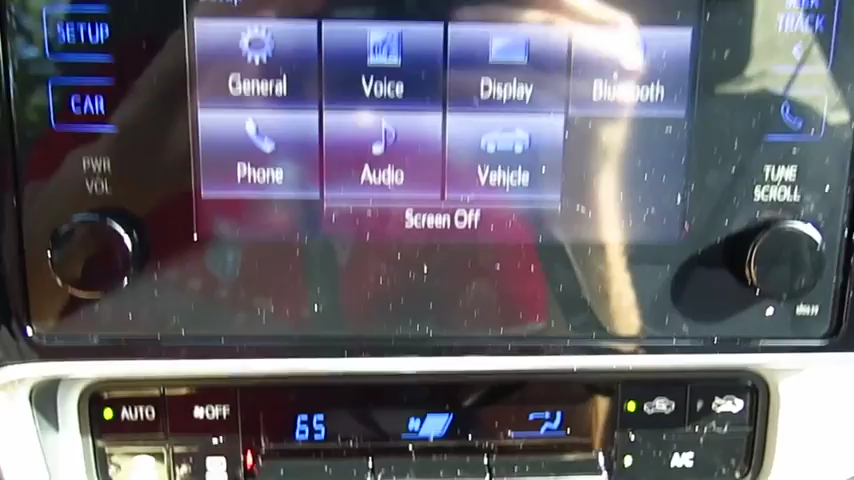 Setup
SETUP
General Voice Display Bluetooth
TRACK
CAR
Phone Audio Vehicle
PWR
VOL
TUNE
SCROLL
Screen Off
AUTO
OFF
65
A/C